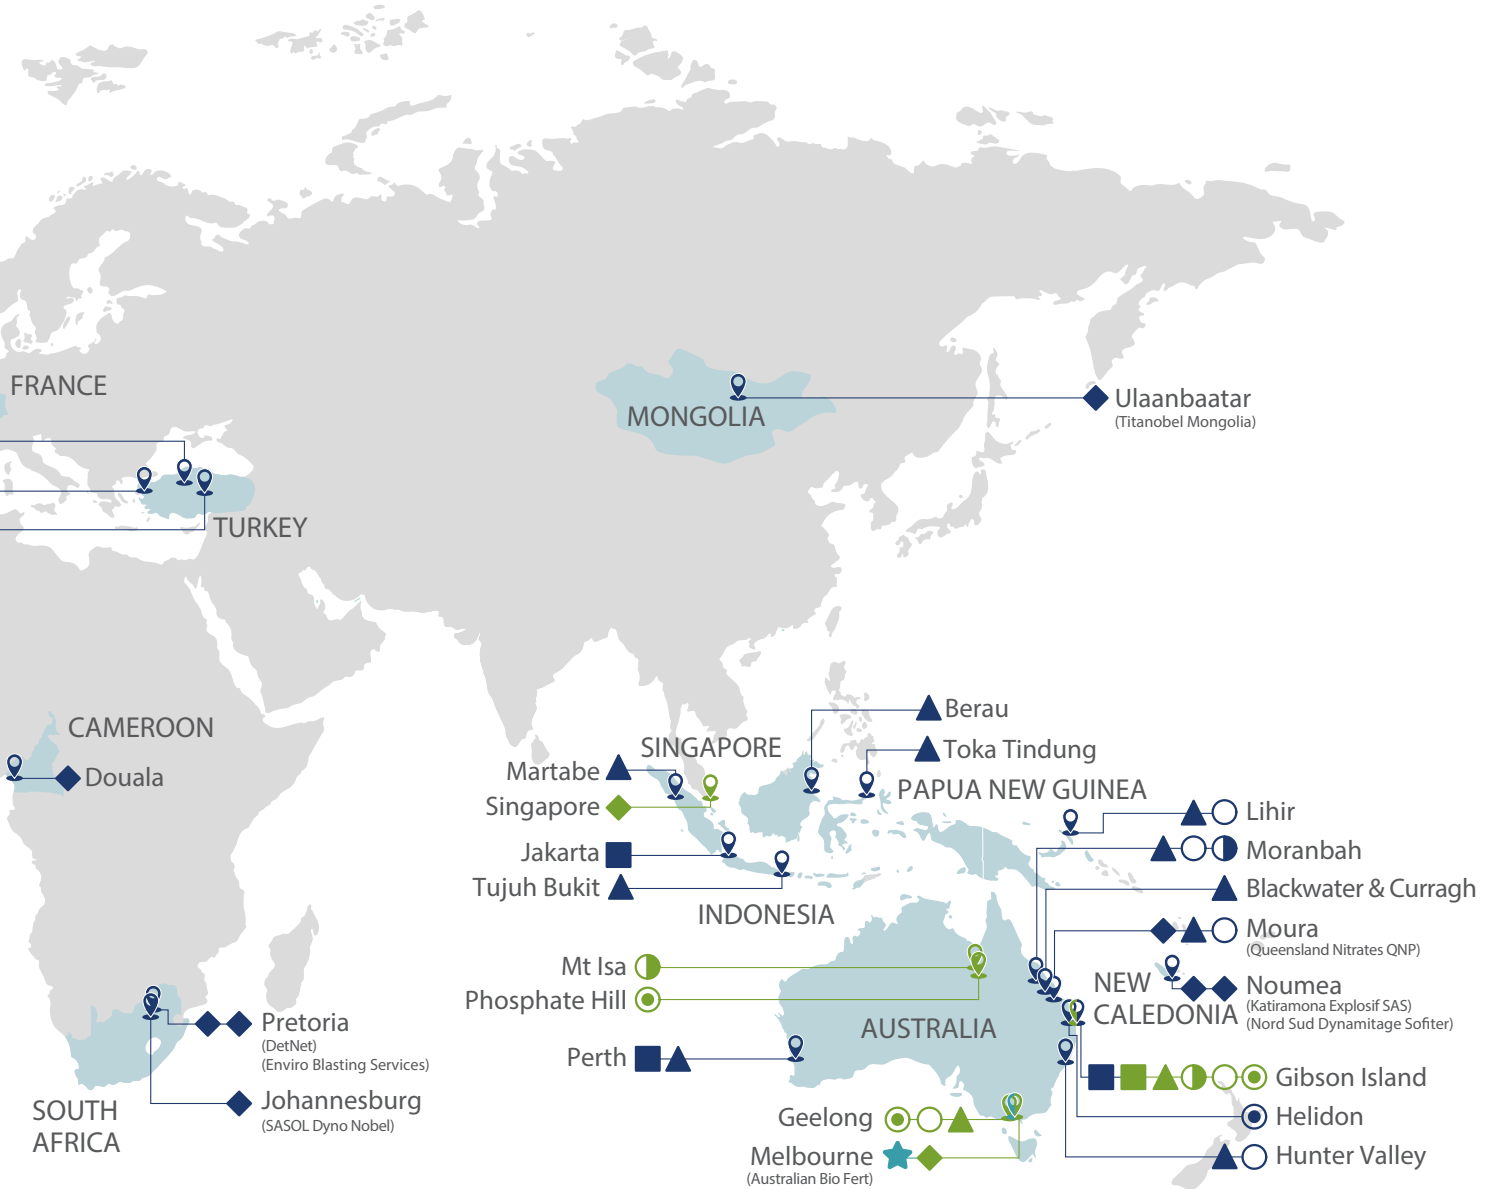 FRANCE
MONGOLIA
Ulaanbaatar
(Titanobel Mongolia)
TURKEY
CAMEROON
Douala
SINGAPORE
Berau
Toka Tindung
Martabe
Singapore
PAPUA NEW GUINEA
Lihir
Jakarta
Moranbah
Tujuh Bukit
Blackwater & Curragh
INDONESIA
Moura
(Queensland Nitrates QNP)
Mt Isa
Phosphate Hill
NEW
CALEDONIA
Noumea
(Katiramona Explosif SAS)
(Nord Sud Dynamitage Sofiter)
AUSTRALIA
Pretoria
(DetNet)
(Enviro Blasting Services)
Perth
Gibson Island
Johannesburg
(SASOL Dyno Nobel)
SOUTH
AFRICA
Geelong
Helidon
Melbourne
(Australian Bio Fert)
Hunter Valley